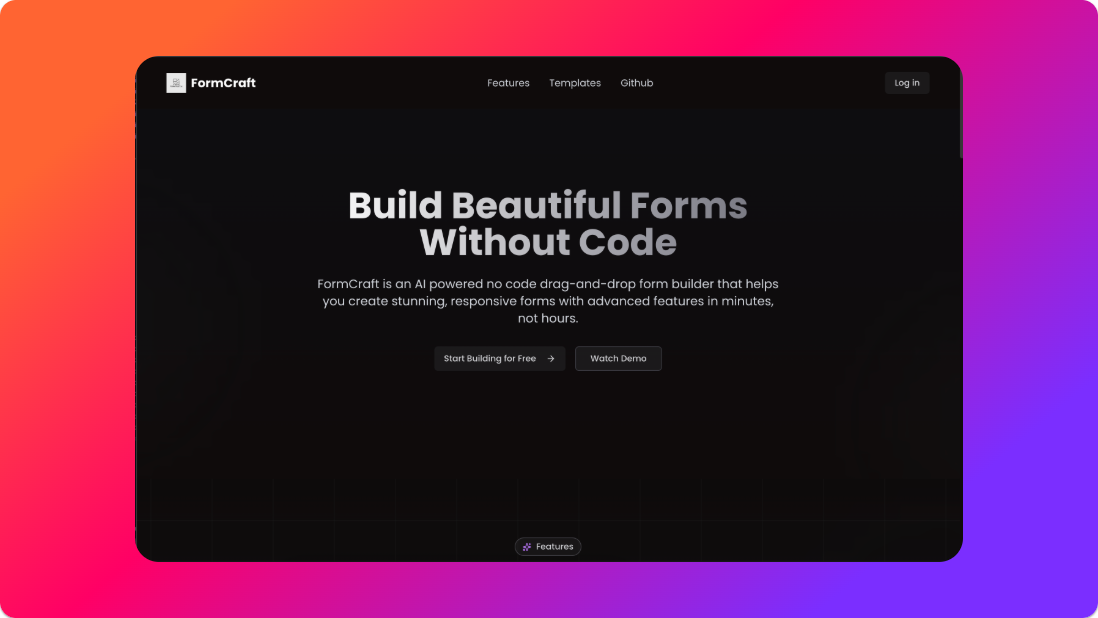 FormCraft
Features
Templates
Github
Log in
Build Beautiful Forms
Without Code
FormCraft is an AI powered no code drag-and-drop form builder that helps
you create stunning, responsive forms with advanced features in minutes,
not hours.
Start Building for Free
Watch Demo
Features